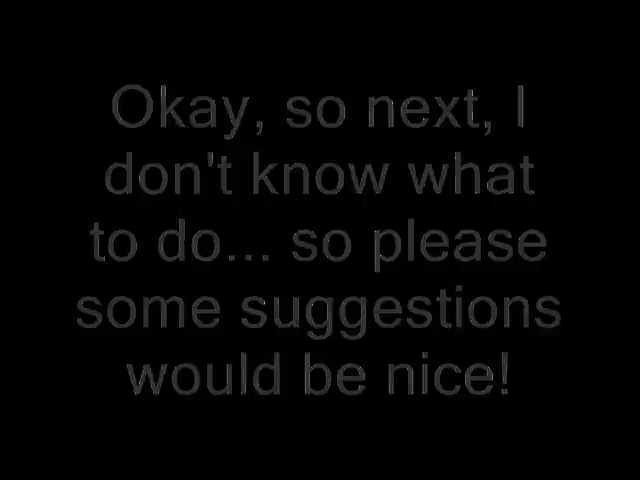 Okay, so next, I
don't know what
to do... so please
some suggestions
would be nice!